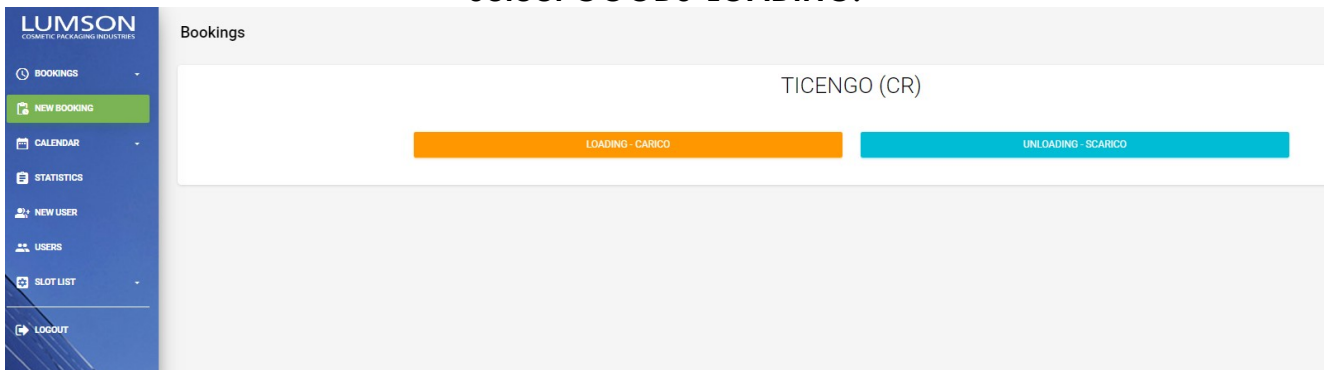 LUMSON
COSMETIC PACKAGING INDUSTRIES
BOOKINGS
NEW BOOKING
CALENDAR
STATISTICS
NEW USER
USERS
SLOT LIST
LOGOUT
Bookings
TICENGO (CR)
LOADING - CARICO
UNLOADING - SCARICO